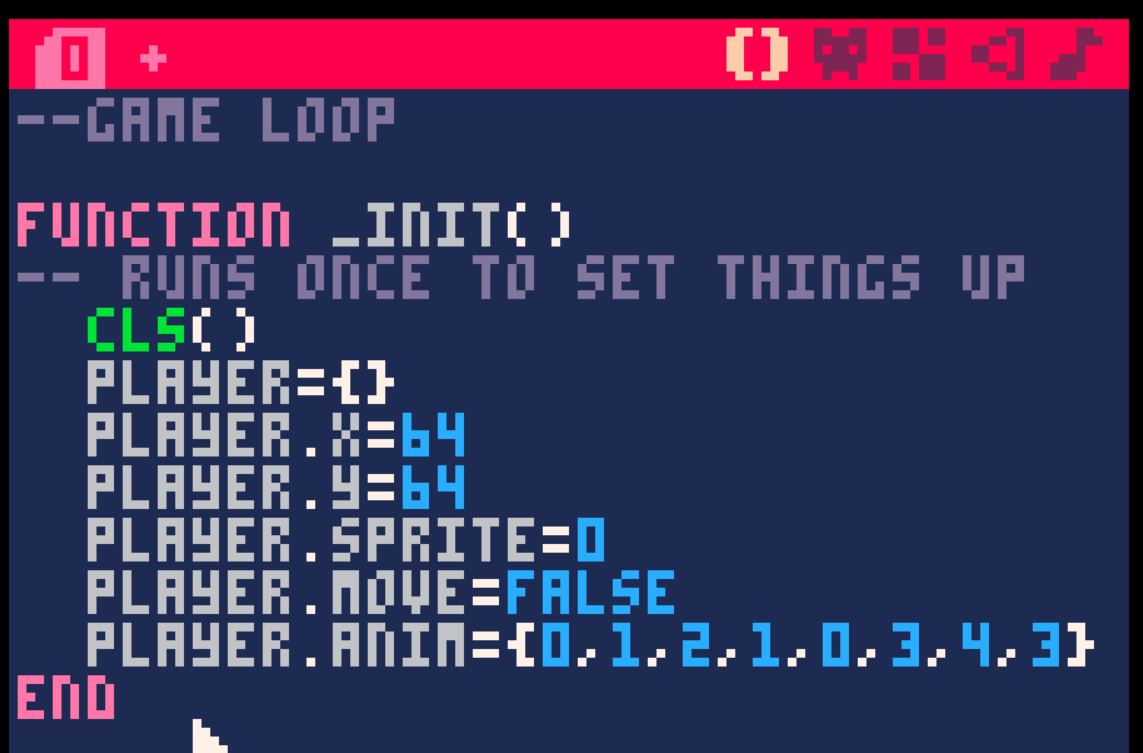 0 +
--GAME LOOP
FUNCTION _INIT()
-- RUNS ONCE TO SET THINGS UP
CLS()
PLAYER={}
PLAYER.X=64
PLAYER.Y=64
PLAYER.SPRITE=0
PLAYER.MOVE=FALSE
PLAYER.ANIM={0,1,2,1,0,3,4,3}
END